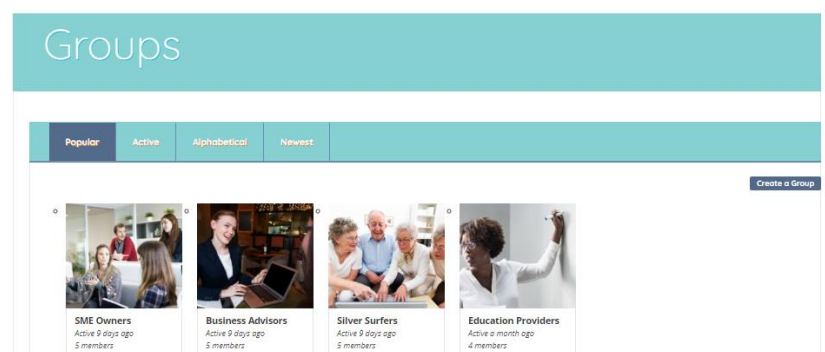 Groups
Popular Active Alphabetical Newest
Create a Group
SME Owners
Active 9 days ago
5 members
Business Advisors
Active 9 days ago
5 members
Silver Surfers
Active 9 days ago
5 members
Education Providers
Active a month ago
4 members